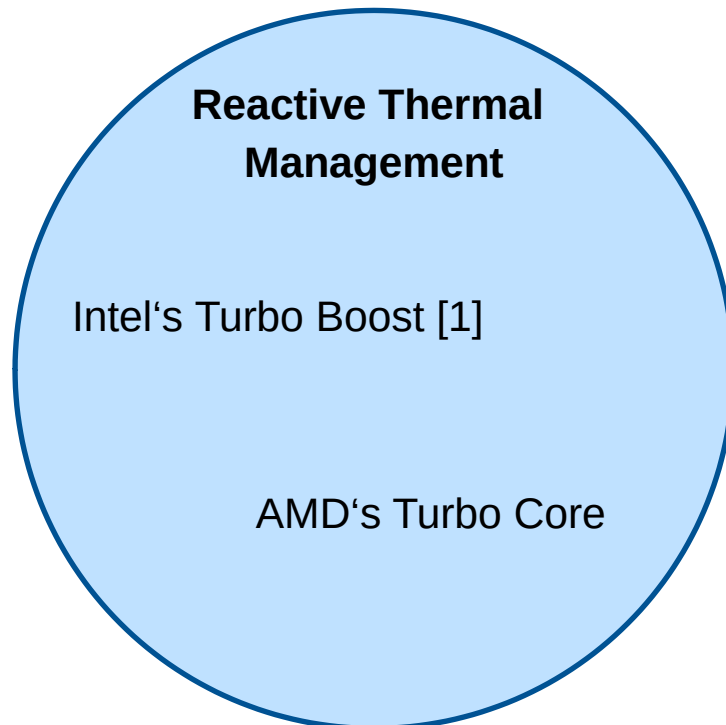 Reactive Thermal
Management
Intel‘s Turbo Boost [1]
AMD‘s Turbo Core